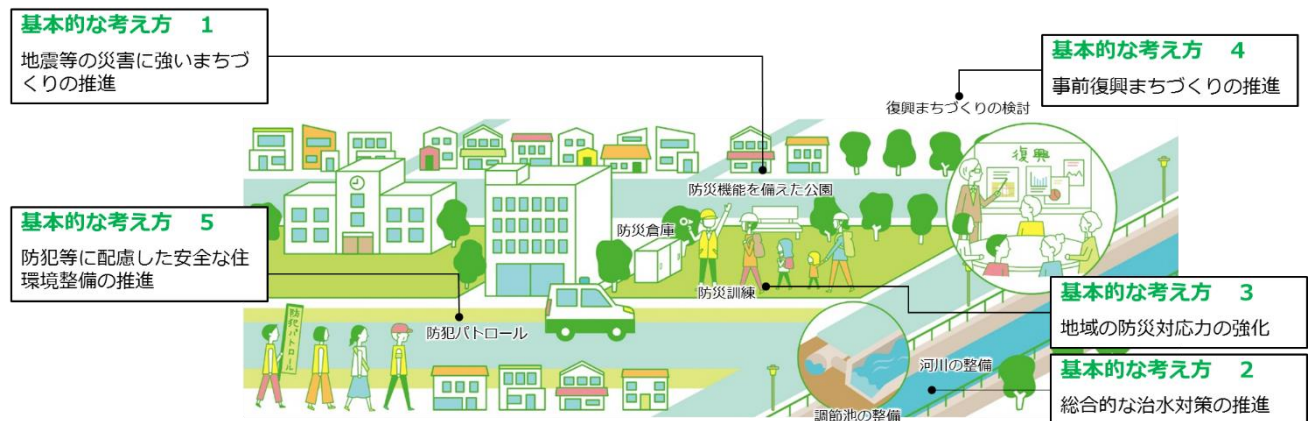 基本的な考え方　1
地震等の災害に強いまちづ
くりの推進
基本的な考え方　4
事前復興まちづくりの推進
復興まちづくりの検討
復興
防災機能を備えた公園
基本的な考え方　5
防犯等に配慮した安全な住
環境整備の推進
防災倉庫
防災訓練
基本的な考え方　3
地域の防災対応力の強化
防犯パトロール
防犯パトロール
河川の整備
基本的な考え方　2
総合的な治水対策の推進
調節池の整備